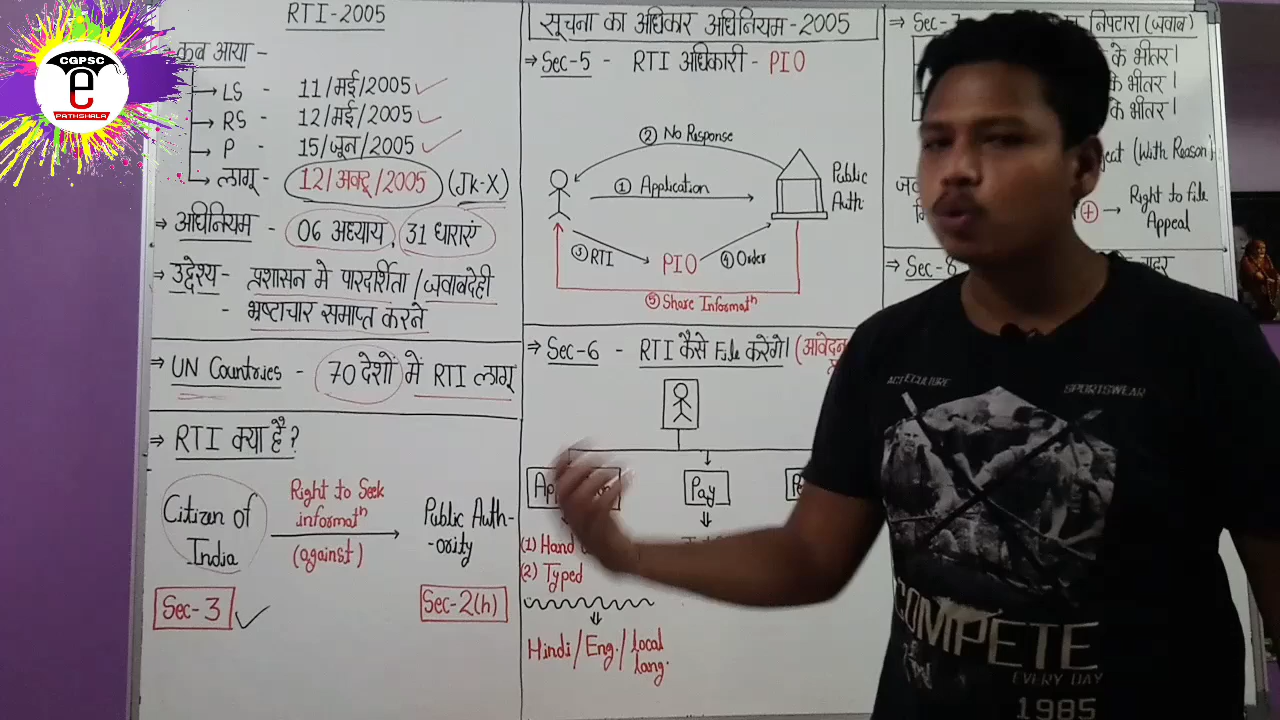 CGPSC
e
PATHSHALA
RTI-2005
⇒ कब आया -
LS - 11/मई/2005
RS - 12/मई/2005
P - 15/जून/2005
लागू - 12/अक्टू/2005 (JK-X)
⇒ अधिनियम - 06 अध्याय, 31 धाराएं
⇒ उद्देश्य - प्रशासन मे पारदर्शिता/जवाबदेही
- भ्रष्टाचार समाप्त करने
⇒ UN Countries - 70 देशों में RTI लागू
⇒ RTI क्या है?
Citizen of
India
Right to Seek
informatⁿ
(against)
Public Auth-
-ority
Sec-3
Sec-2(h)
सूचना का अधिकार अधिनियम-2005
⇒ Sec-5 - RTI अधिकारी - PIO
② No Response
① Application
Public
Auth.
③ RTI
PIO
④ Order
⑤ Share Informatⁿ
⇒ Sec-6 - RTI कैसे File करेंगे। (आवेदन
Pay
(1) Hand
(2) Typed
Hindi/Eng./local
lang.
निपटारा (जवाब)
के भीतर।
के भीतर।
के भीतर।
(With Reason)
+ → Right to File
Appeal
⇒ Sec-8
ACT ECULTURE
SPORTSWEAR
COMPETE
EVERY DAY
1985